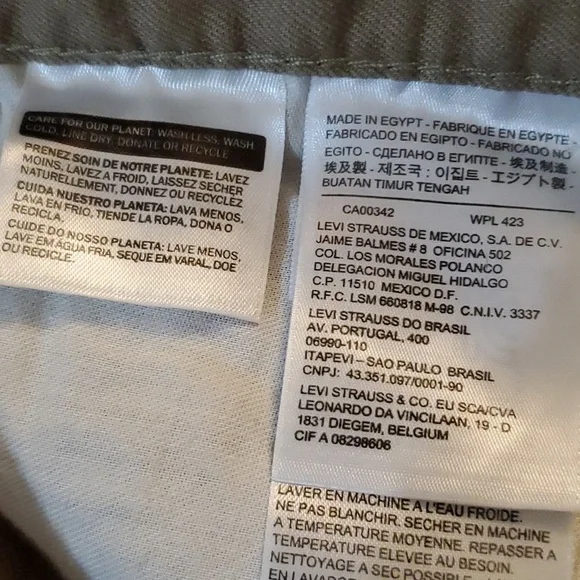 CARE FOR OUR PLANET: WASH LESS, WASH
COLD, LINE DRY, DONATE OR RECYCLE
PRENEZ SOIN DE NOTRE PLANETE: LAVEZ
MOINS, LAVEZ A FROID, LAISSEZ SECHER
NATURELLEMENT, DONNEZ OU RECYCLEZ
CUIDA NUESTRO PLANETA: LAVA MENOS,
LAVA EN FRIO, TIENDE LA ROPA, DONA O
RECICLA.
CUIDE DO NOSSO PLANETA: LAVE MENOS,
LAVE EM ÁGUA FRIA, SEQUE EM VARAL, DOE
OU RECICLE.
MADE IN EGYPT - FABRIQUE EN EGYPTE -
FABRICADO EN EGIPTO - FABRICADO NO
EGITO - СДЕЛАНО В ЕГИПТЕ - 埃及制造 -
埃及製 - 제조국 : 이집트 - エジプト製 -
BUATAN TIMUR TENGAH
CA00342 WPL 423
LEVI STRAUSS DE MEXICO, S.A. DE C.V.
JAIME BALMES # 8 OFICINA 502
COL. LOS MORALES POLANCO
DELEGACION MIGUEL HIDALGO
C.P. 11510 MEXICO D.F.
R.F.C. LSM 660818 M-98 C.N.I.V. 3337
LEVI STRAUSS DO BRASIL
AV. PORTUGAL, 400
06990-110
ITAPEVI – SAO PAULO BRASIL
CNPJ: 43.351.097/0001-90
LEVI STRAUSS & CO. EU SCA/CVA
LEONARDO DA VINCILAAN, 19 - D
1831 DIEGEM, BELGIUM
CIF A 08298606
LAVER EN MACHINE A L'EAU FROIDE.
NE PAS BLANCHIR. SECHER EN MACHINE
A TEMPERATURE MOYENNE. REPASSER A
TEMPERATURE ELEVEE AU BESOIN.
NETTOYAGE A SEC POSSIBLE